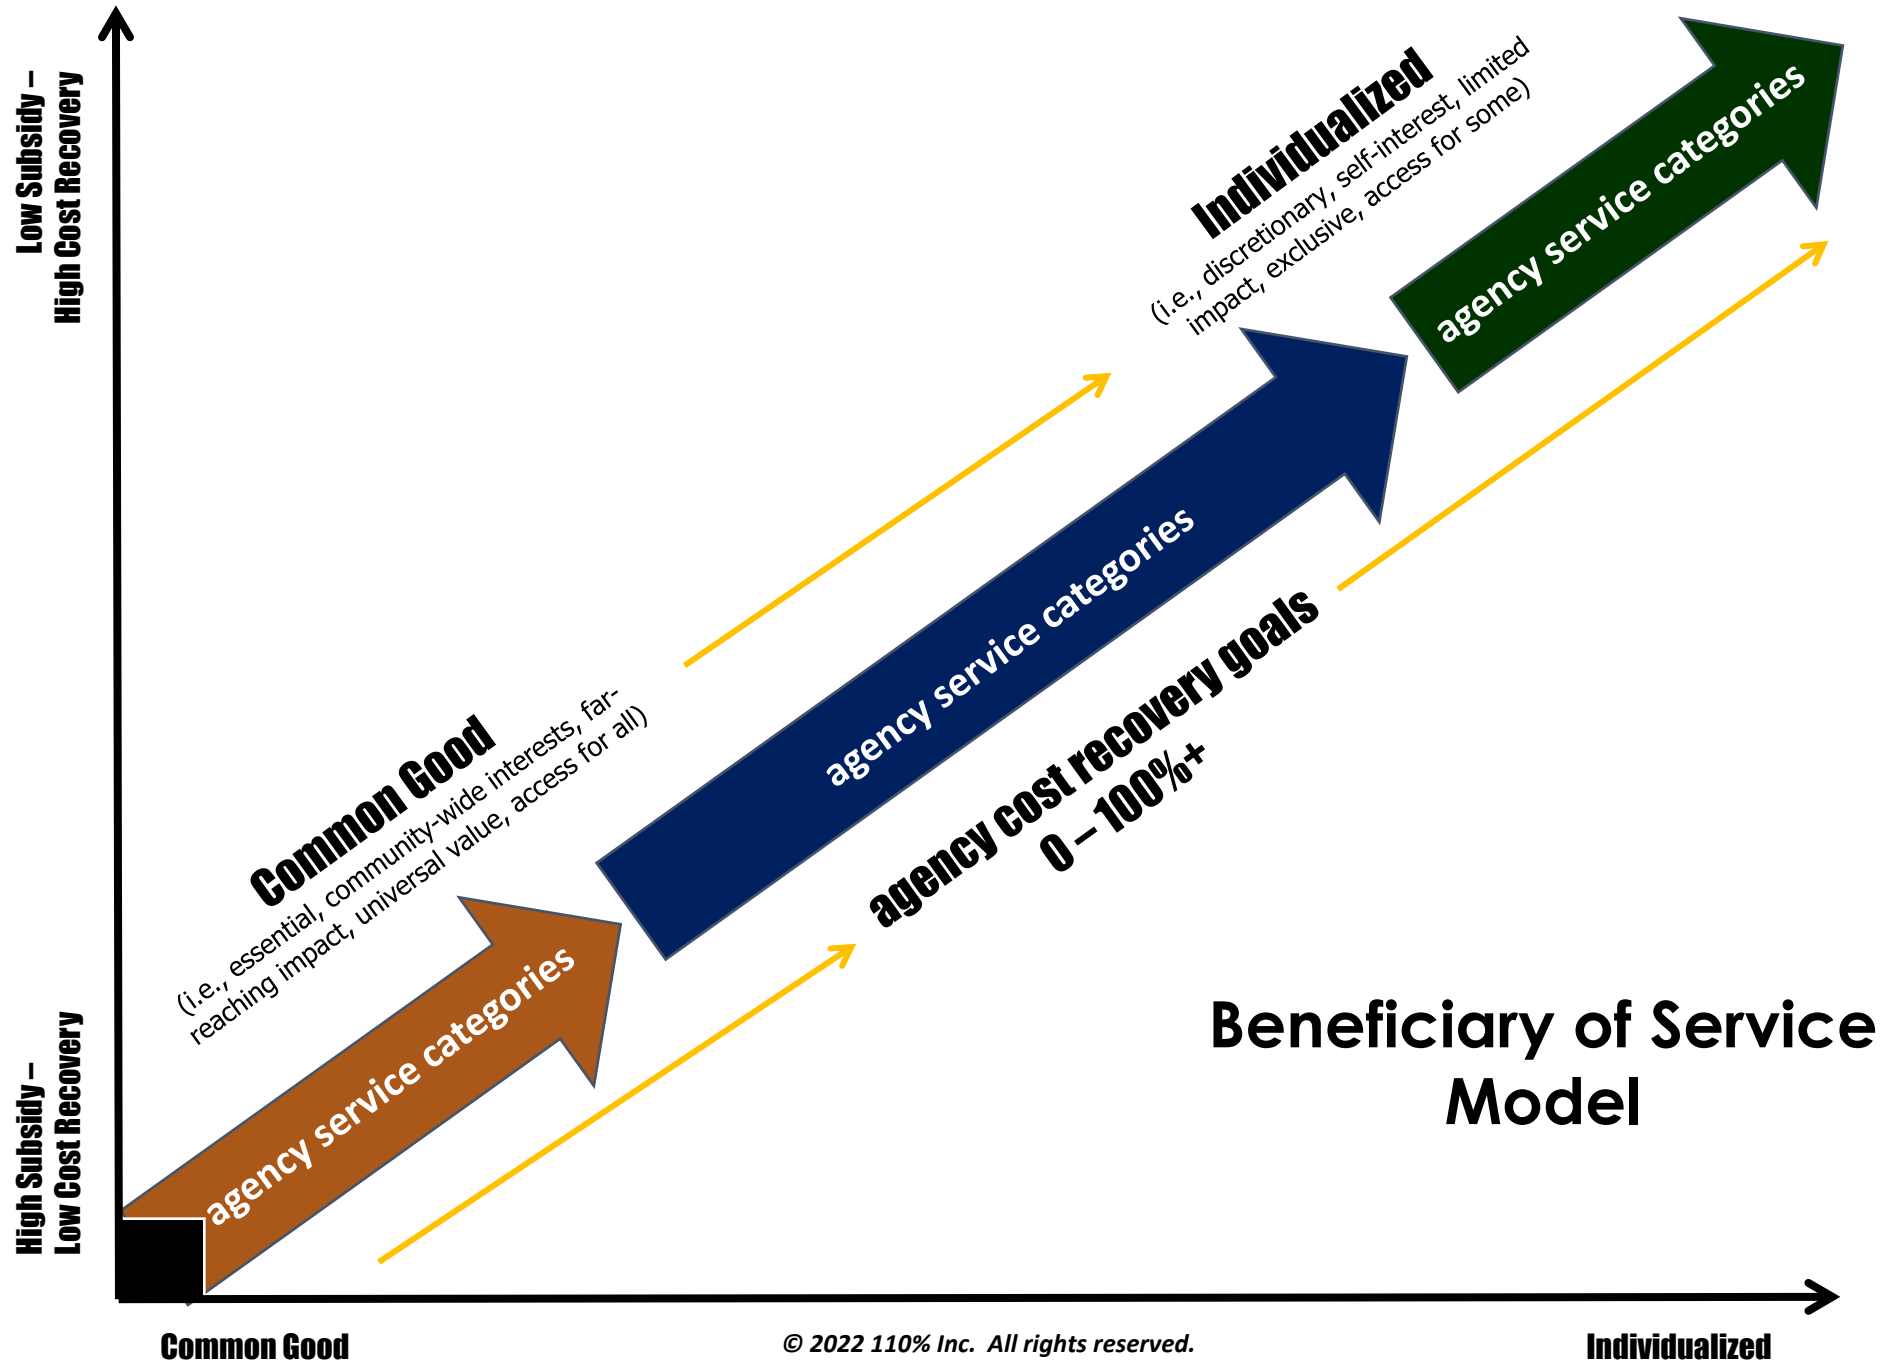 Low Subsidy –
High Cost Recovery
Individualized
(i.e., discretionary, self-interest, limited
impact, exclusive, access for some)
agency service categories
agency service categories
Common Good
(i.e., essential, community-wide interests, far-
reaching impact, universal value, access for all)
agency cost recovery goals
0 – 100%+
agency service categories
Beneficiary of Service
Model
High Subsidy –
Low Cost Recovery
Common Good
© 2022 110% Inc. All rights reserved.
Individualized